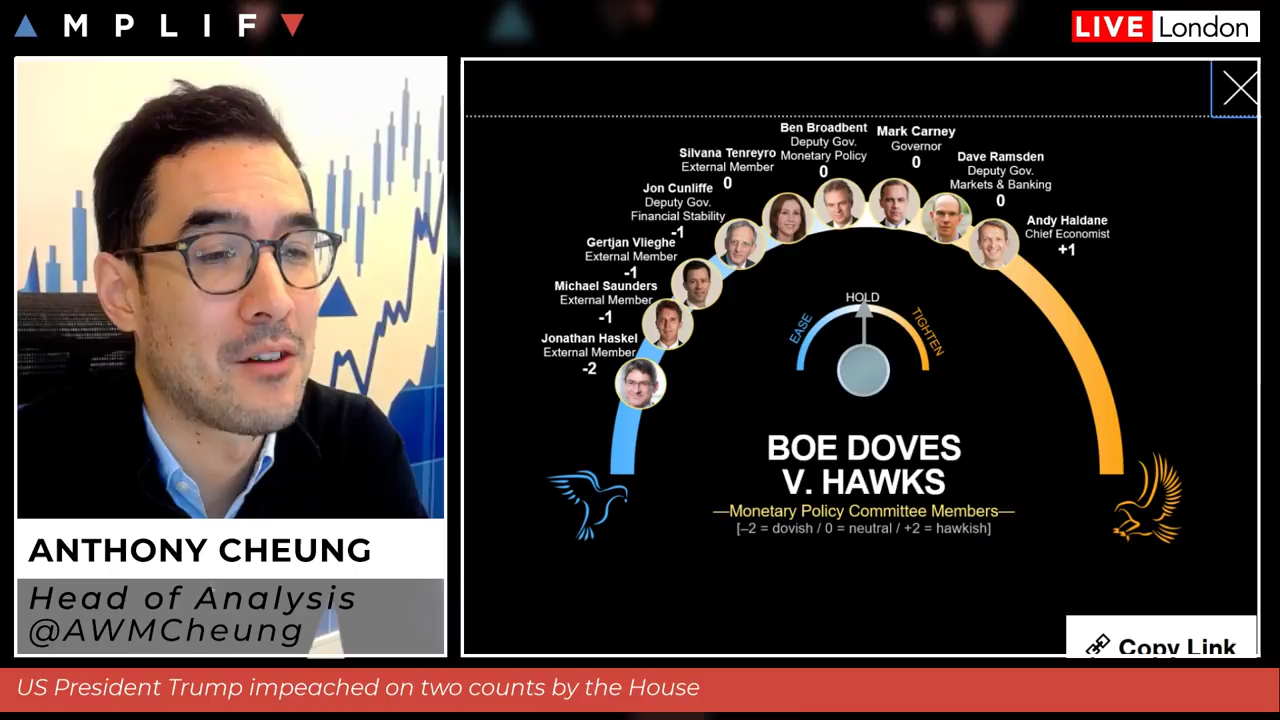 ▲MPLIF▼
LIVE London
Ben Broadbent
Deputy Gov.
Monetary Policy
0
Mark Carney
Governor
0
Silvana Tenreyro
External Member
0
Dave Ramsden
Deputy Gov.
Markets & Banking
0
Jon Cunliffe
Deputy Gov.
Financial Stability
-1
Andy Haldane
Chief Economist
+1
Gertjan Vlieghe
External Member
-1
Michael Saunders
External Member
-1
Jonathan Haskel
External Member
-2
HOLD
EASE
TIGHTEN
BOE DOVES
V. HAWKS
—Monetary Policy Committee Members—
[–2 = dovish / 0 = neutral / +2 = hawkish]
Copy Link
ANTHONY CHEUNG
Head of Analysis
@AWMCheung
US President Trump impeached on two counts by the House